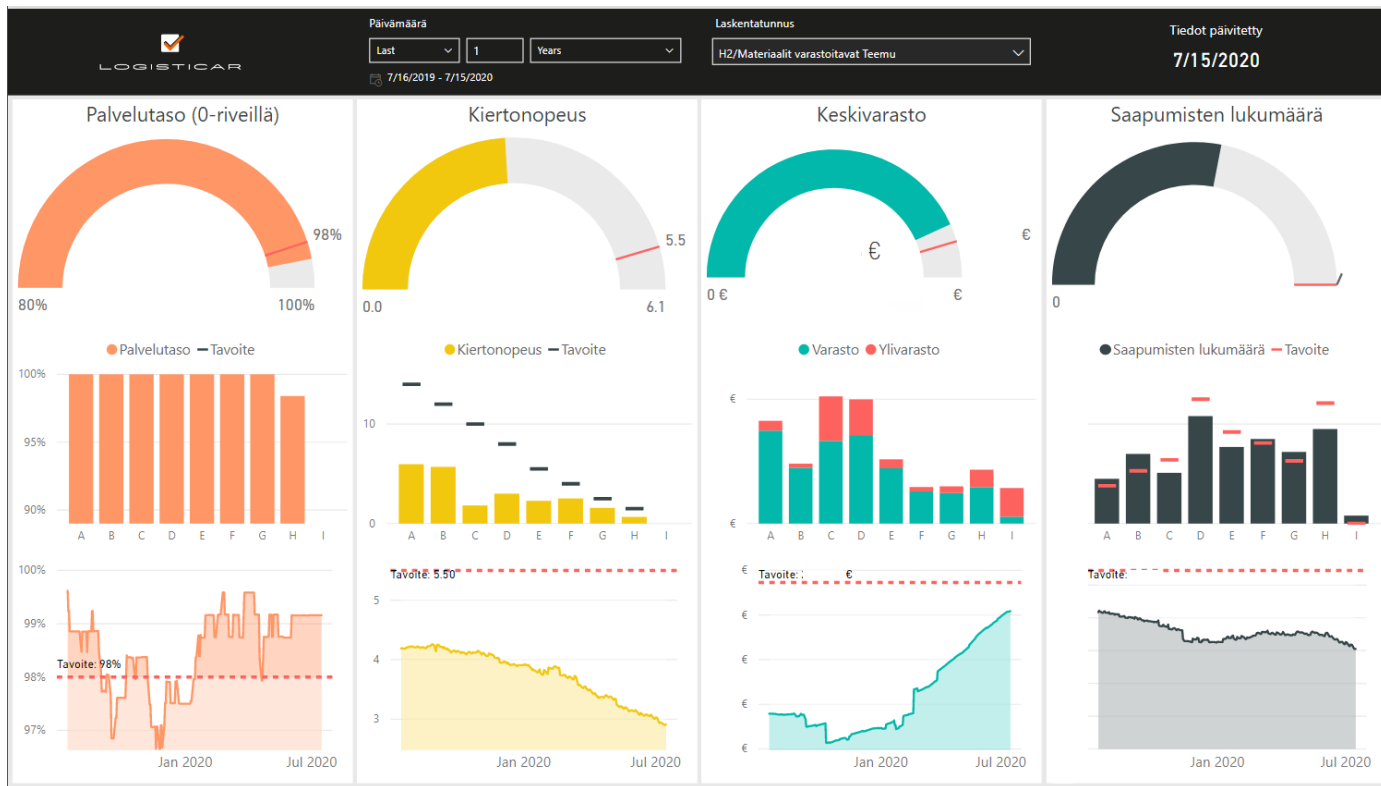 LOGISTICAR
Päivämäärä
Last
1
Years
7/16/2019 - 7/15/2020
Laskentatunnus
H2/Materiaalit varastoitavat Teemu
Tiedot päivitetty
7/15/2020
Palvelutaso (0-riveillä)
98%
80%
100%
Palvelutaso
Tavoite
100%
95%
90%
A B C D E F G H I
100%
99%
98%
97%
Tavoite: 98%
Jan 2020
Jul 2020
Kiertonopeus
5.5
0.0
6.1
Kiertonopeus
Tavoite
10
0
A B C D E F G H I
Tavoite: 5.50
5
4
3
Jan 2020
Jul 2020
Keskivarasto
€
€
0 €
€
Varasto
Ylivarasto
€
€
A B C D E F G H I
€
Tavoite: €
€
€
€
€
Jan 2020
Jul 2020
Saapumisten lukumäärä
0
Saapumisten lukumäärä
Tavoite
A B C D E F G H I
Tavoite:
Jan 2020
Jul 2020